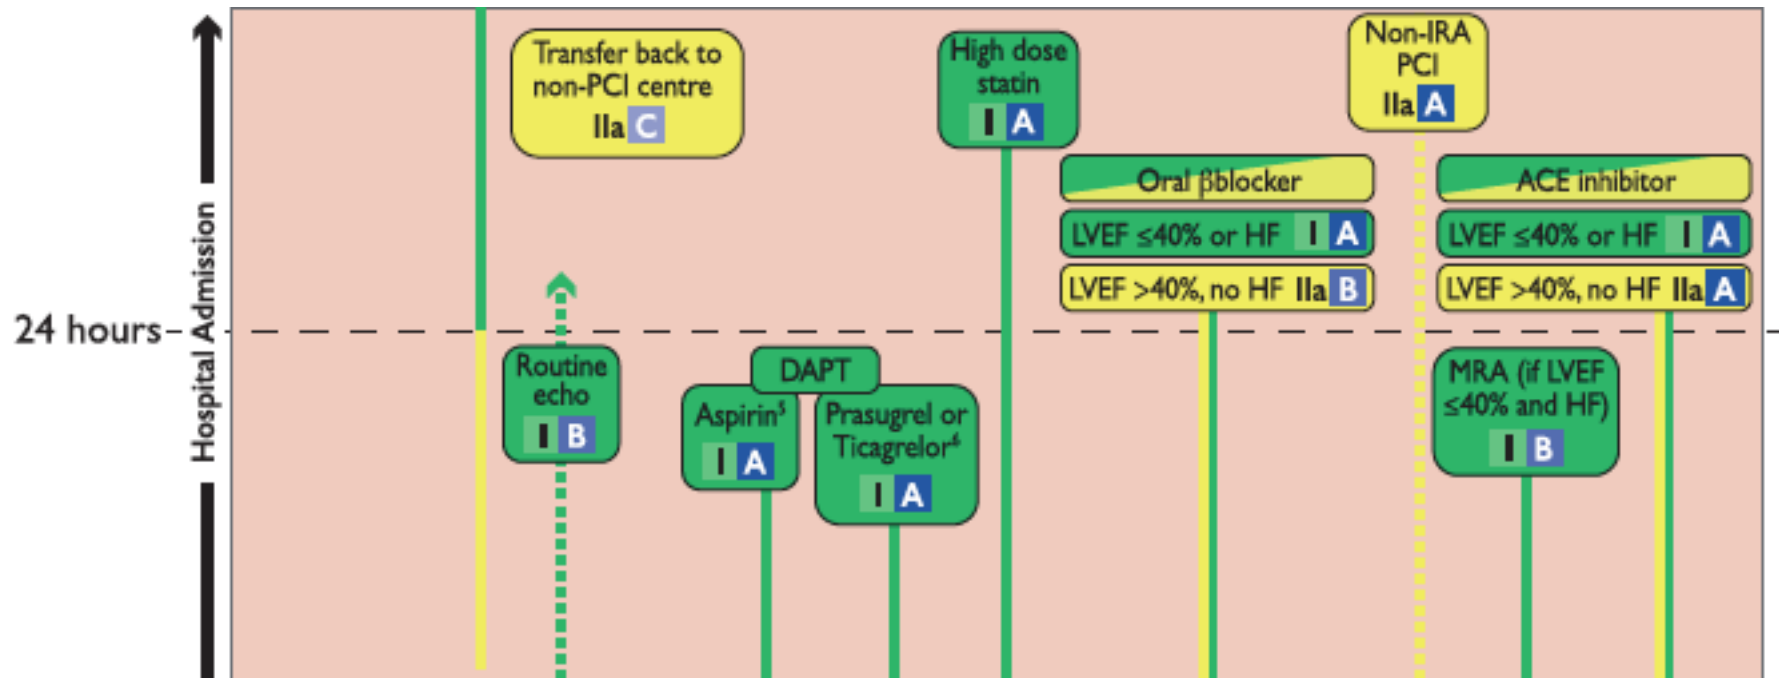 Hospital Admission
24 hours
Transfer back to
non-PCI centre
IIa C
High dose
statin
I A
Non-IRA
PCI
IIa A
Oral βblocker
LVEF ≤40% or HF I A
LVEF >40%, no HF IIa B
ACE inhibitor
LVEF ≤40% or HF I A
LVEF >40%, no HF IIa A
Routine
echo
I B
DAPT
Aspirin⁵
I A
Prasugrel or
Ticagrelor⁶
I A
MRA (if LVEF
≤40% and HF)
I B